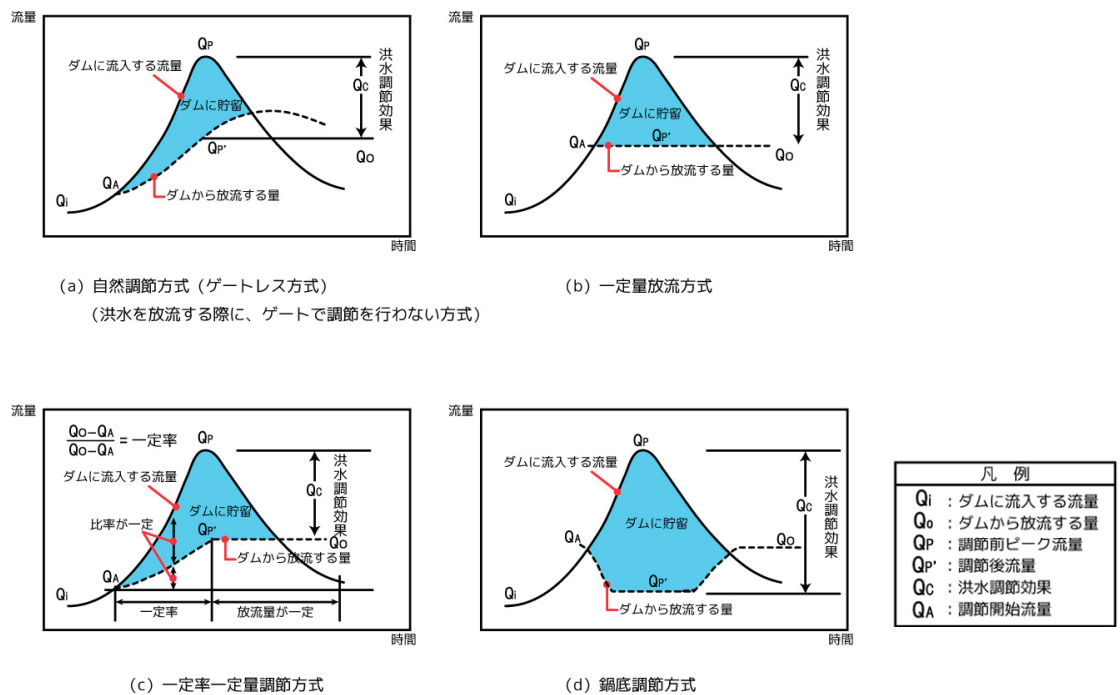 流量
QP
ダムに流入する流量
洪水調節効果
QC
ダムに貯留
QP'
QO
QA
ダムから放流する量
Qi
時間
(a) 自然調節方式 (ゲートレス方式)
(洪水を放流する際に、ゲートで調節を行わない方式)
QP
ダムに流入する流量
洪水調節効果
QC
ダムに貯留
QA
QP'
QO
ダムから放流する量
Qi
時間
(b) 一定量放流方式
流量
QO-QA
QO-QA
=一定率
QP
ダムに流入する流量
洪水調節効果
QC
比率が一定
ダムに貯留
QP'
QO
ダムから放流する量
QA
Qi
一定率
放流量が一定
時間
(c) 一定率一定量調節方式
QP
ダムに流入する流量
洪水調節効果
QC
ダムに貯留
QA
QO
QP'
Qi
ダムから放流する量
時間
(d) 鍋底調節方式
凡 例
Qi :ダムに流入する流量
Qo :ダムから放流する量
QP :調節前ピーク流量
QP' :調節後流量
QC :洪水調節効果
QA :調節開始流量